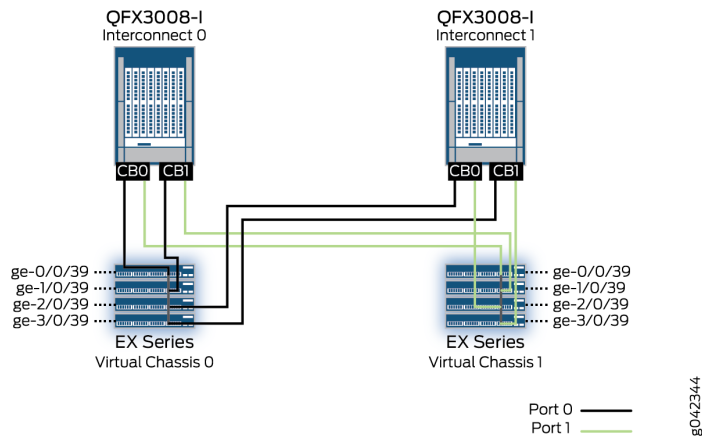 QFX3008-I
Interconnect 0
QFX3008-I
Interconnect 1
CB0
CB1
CB0
CB1
ge-0/0/39
ge-1/0/39
ge-2/0/39
ge-3/0/39
ge-0/0/39
ge-1/0/39
ge-2/0/39
ge-3/0/39
EX Series
Virtual Chassis 0
EX Series
Virtual Chassis 1
Port 0
Port 1
g042344